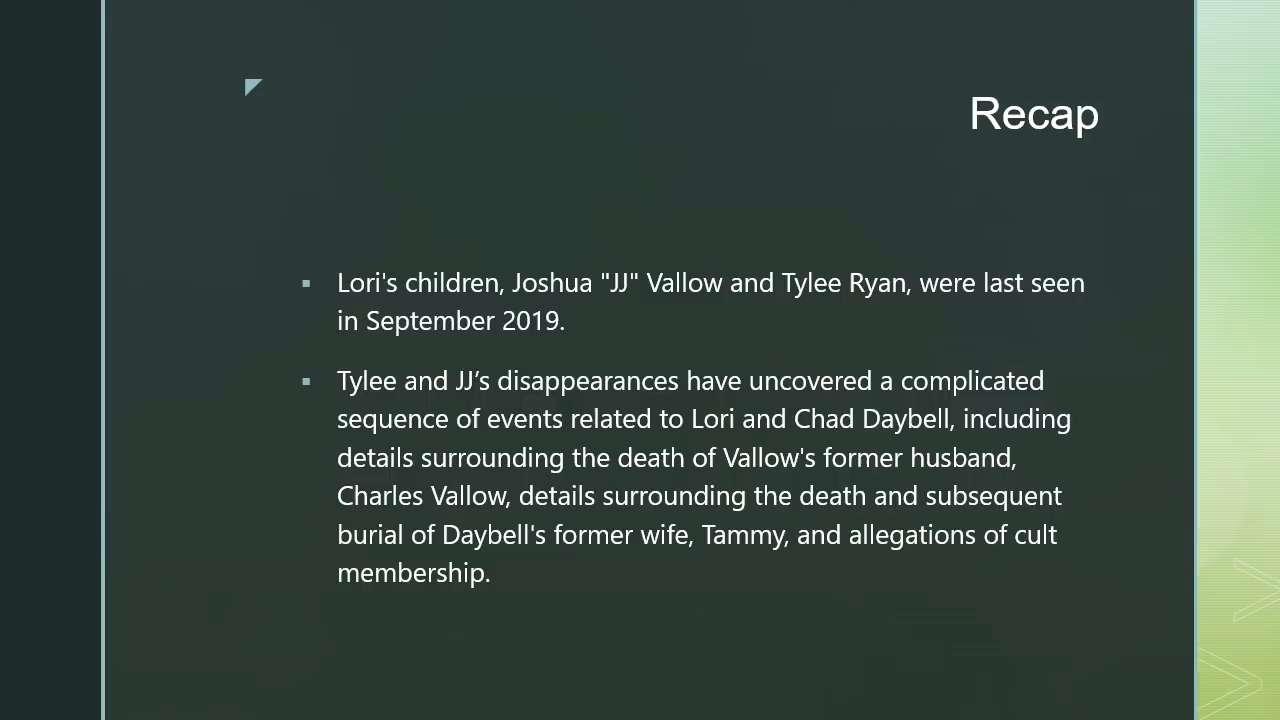 Recap
Lori's children, Joshua "JJ" Vallow and Tylee Ryan, were last seen
in September 2019.
Tylee and JJ’s disappearances have uncovered a complicated
sequence of events related to Lori and Chad Daybell, including
details surrounding the death of Vallow's former husband,
Charles Vallow, details surrounding the death and subsequent
burial of Daybell's former wife, Tammy, and allegations of cult
membership.